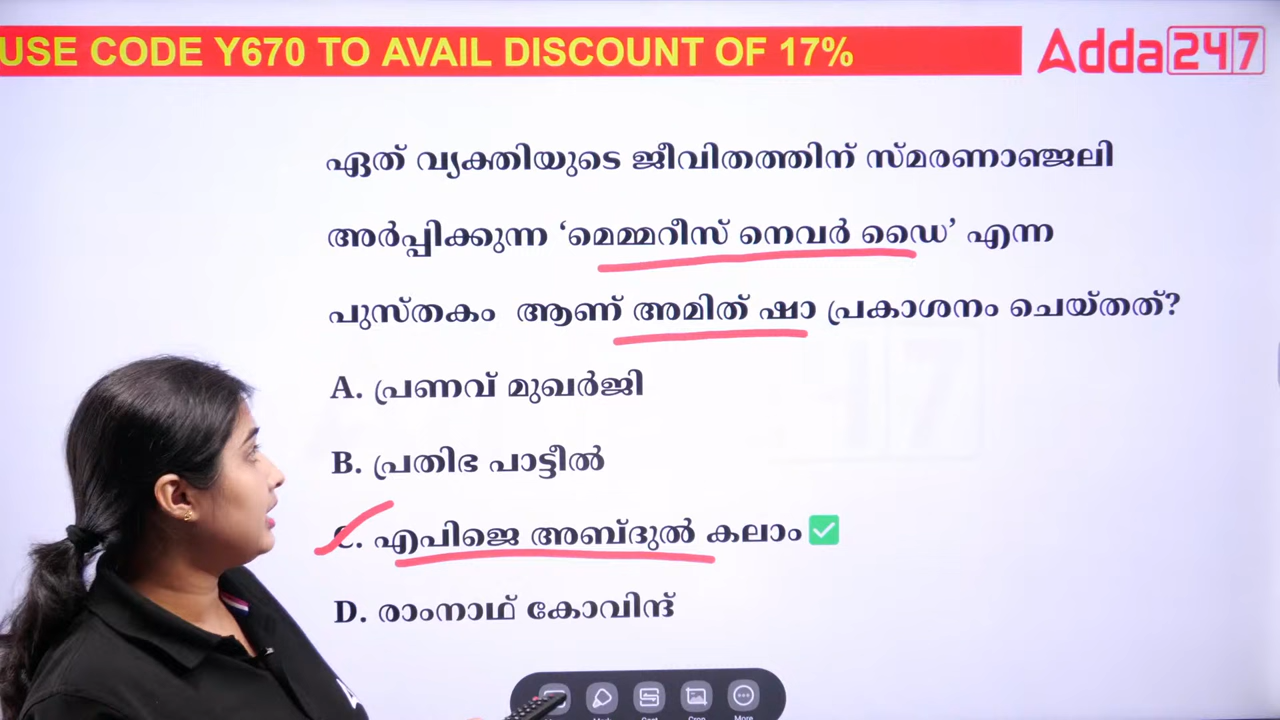 USE CODE Y670 TO AVAIL DISCOUNT OF 17%
Adda247
ഏത് വ്യക്തിയുടെ ജീവിതത്തിന് സ്മരണാഞ്ജലി
അർപ്പിക്കുന്ന ‘മെമ്മറീസ് നെവർ ഡൈ’ എന്ന
പുസ്തകം ആണ് അമിത് ഷാ പ്രകാശനം ചെയ്തത്?
A. പ്രണവ് മുഖർജി
B. പ്രതിഭ പാട്ടീൽ
C. എപിജെ അബ്ദുൽ കലാം ✅
D. രാംനാഥ് കോവിന്ദ്
More